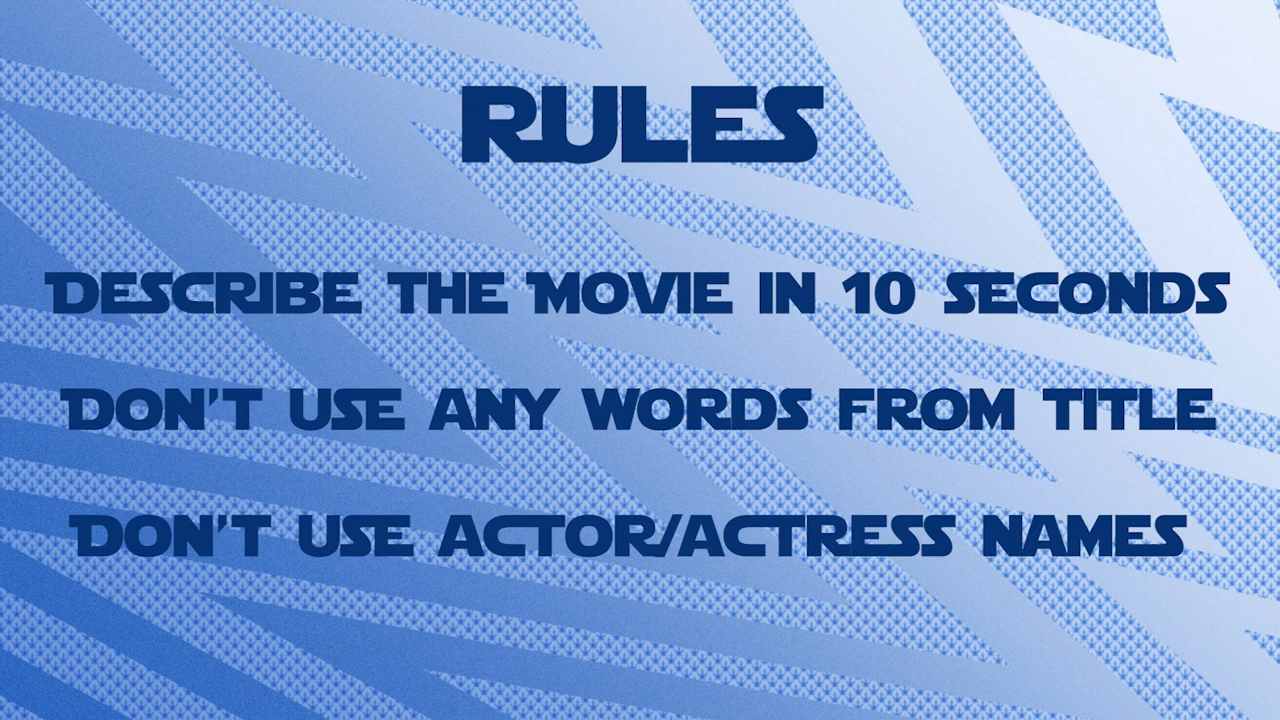 RULES
DESCRIBE THE MOVIE IN 10 SECONDS
DON'T USE ANY WORDS FROM TITLE
DON'T USE ACTOR/ACTRESS NAMES